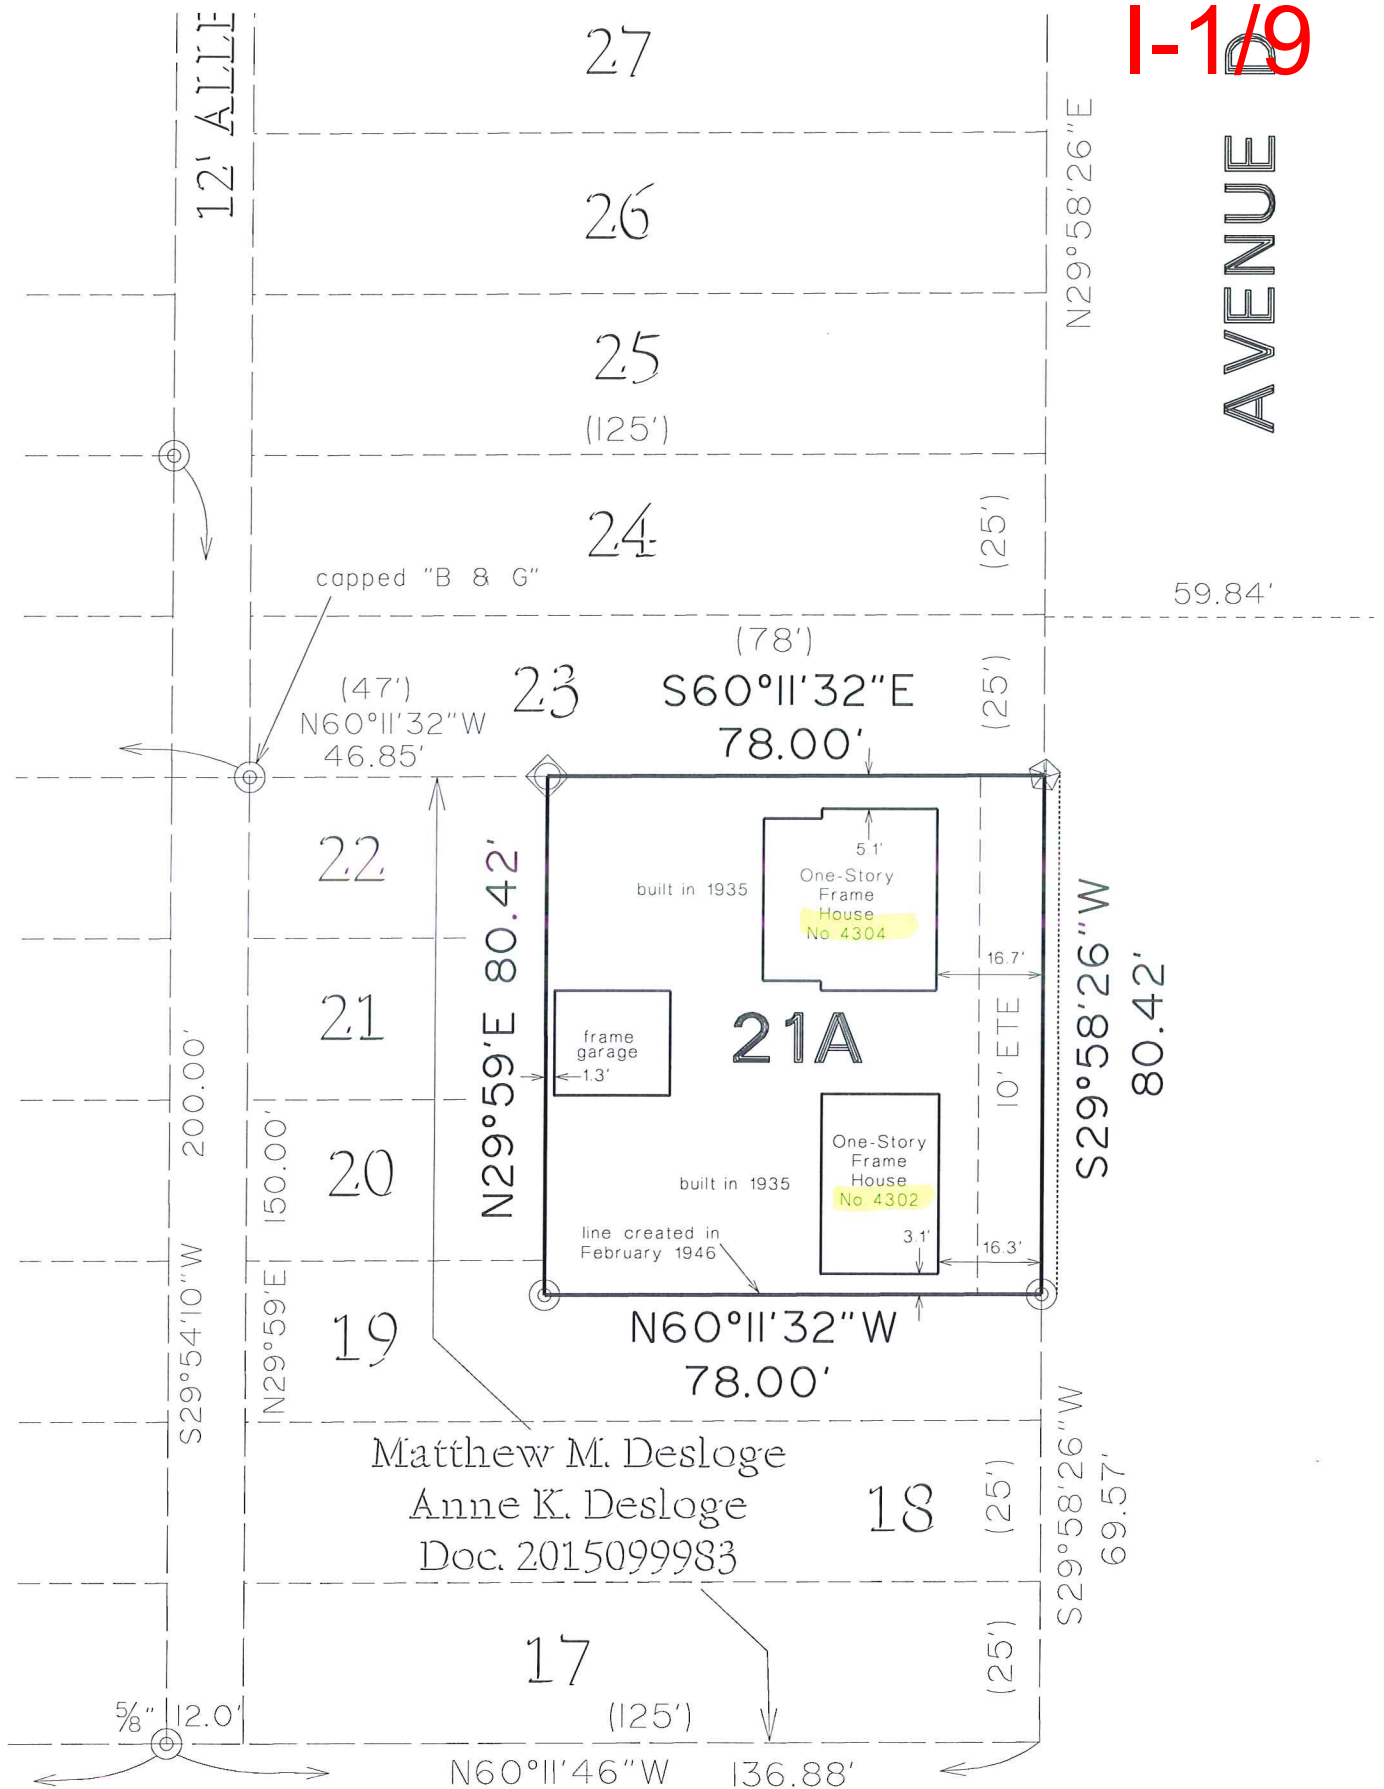 I-1/9
27
12' ALLE
AVENUE D
26
N29°58'26"E
25
(125')
24
(25')
capped "B & G"
59.84'
(78')
(47')
23
S60°11'32"E
(25')
N60°11'32"W
78.00'
46.85'
22
N29°59'E 80.42'
built in 1935
5.1'
One-Story
Frame
House
No 4304
16.7'
S29°58'26"W
80.42'
21
frame
garage
1.3'
21A
10' ETE
S29°54'10"W 200.00'
N29°59'E 150.00'
20
built in 1935
One-Story
Frame
House
No 4302
3.1'
16.3'
line created in
February 1946
19
N60°11'32"W
78.00'
Matthew M. Desloge
Anne K. Desloge
Doc. 2015099983
18
(25')
S29°58'26"W
69.57'
17
(25')
5/8"
12.0'
(125')
N60°11'46"W 136.88'